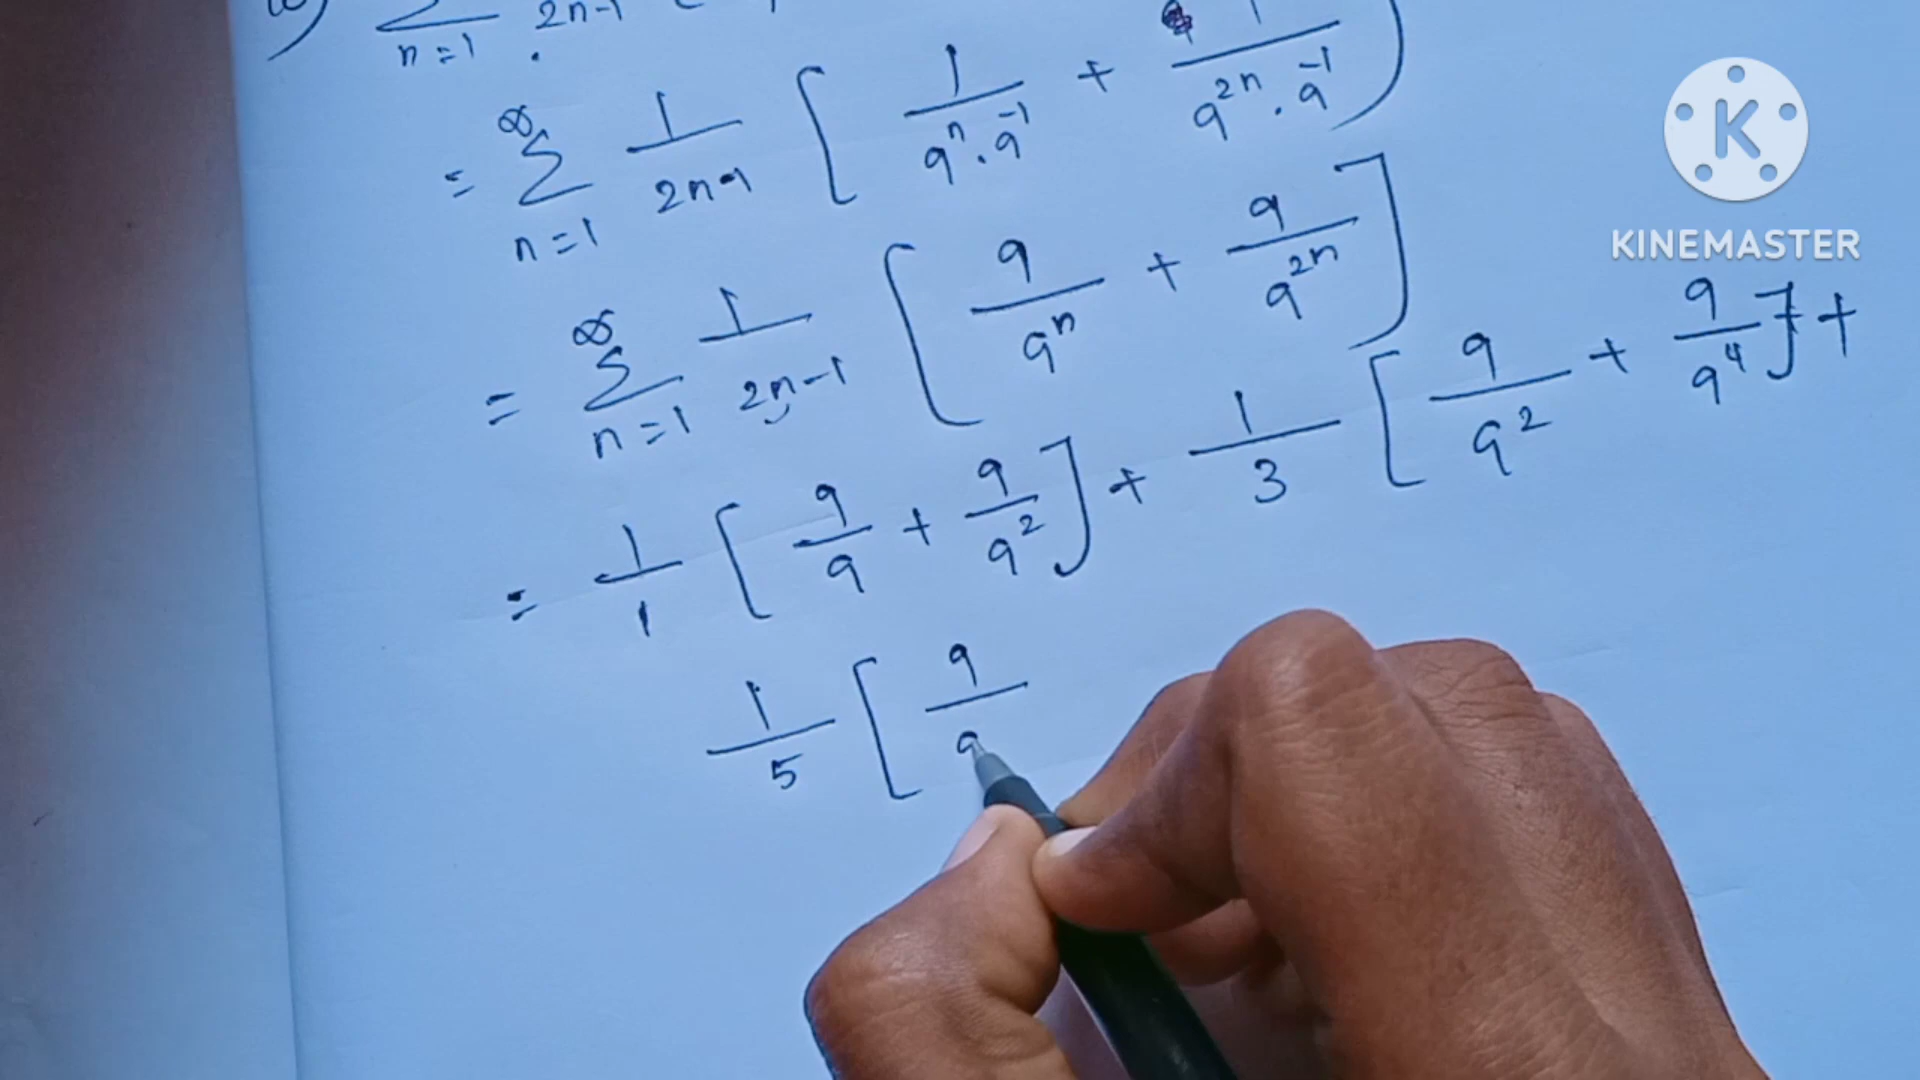 ∑ n=1 2n-1
= ∑_{n=1}^{∞} 1/(2n-1) [ 1/(9^n . 9^{-1}) + 1/(9^{2n} . 9^{-1}) ]
= ∑_{n=1}^{∞} 1/(2n-1) [ 9/9^n + 9/9^{2n} ]
= 1/1 [ 9/9 + 9/9^2 ] + 1/3 [ 9/9^2 + 9/9^4 ] +
1/5 [ 9/9
K
KINEMASTER